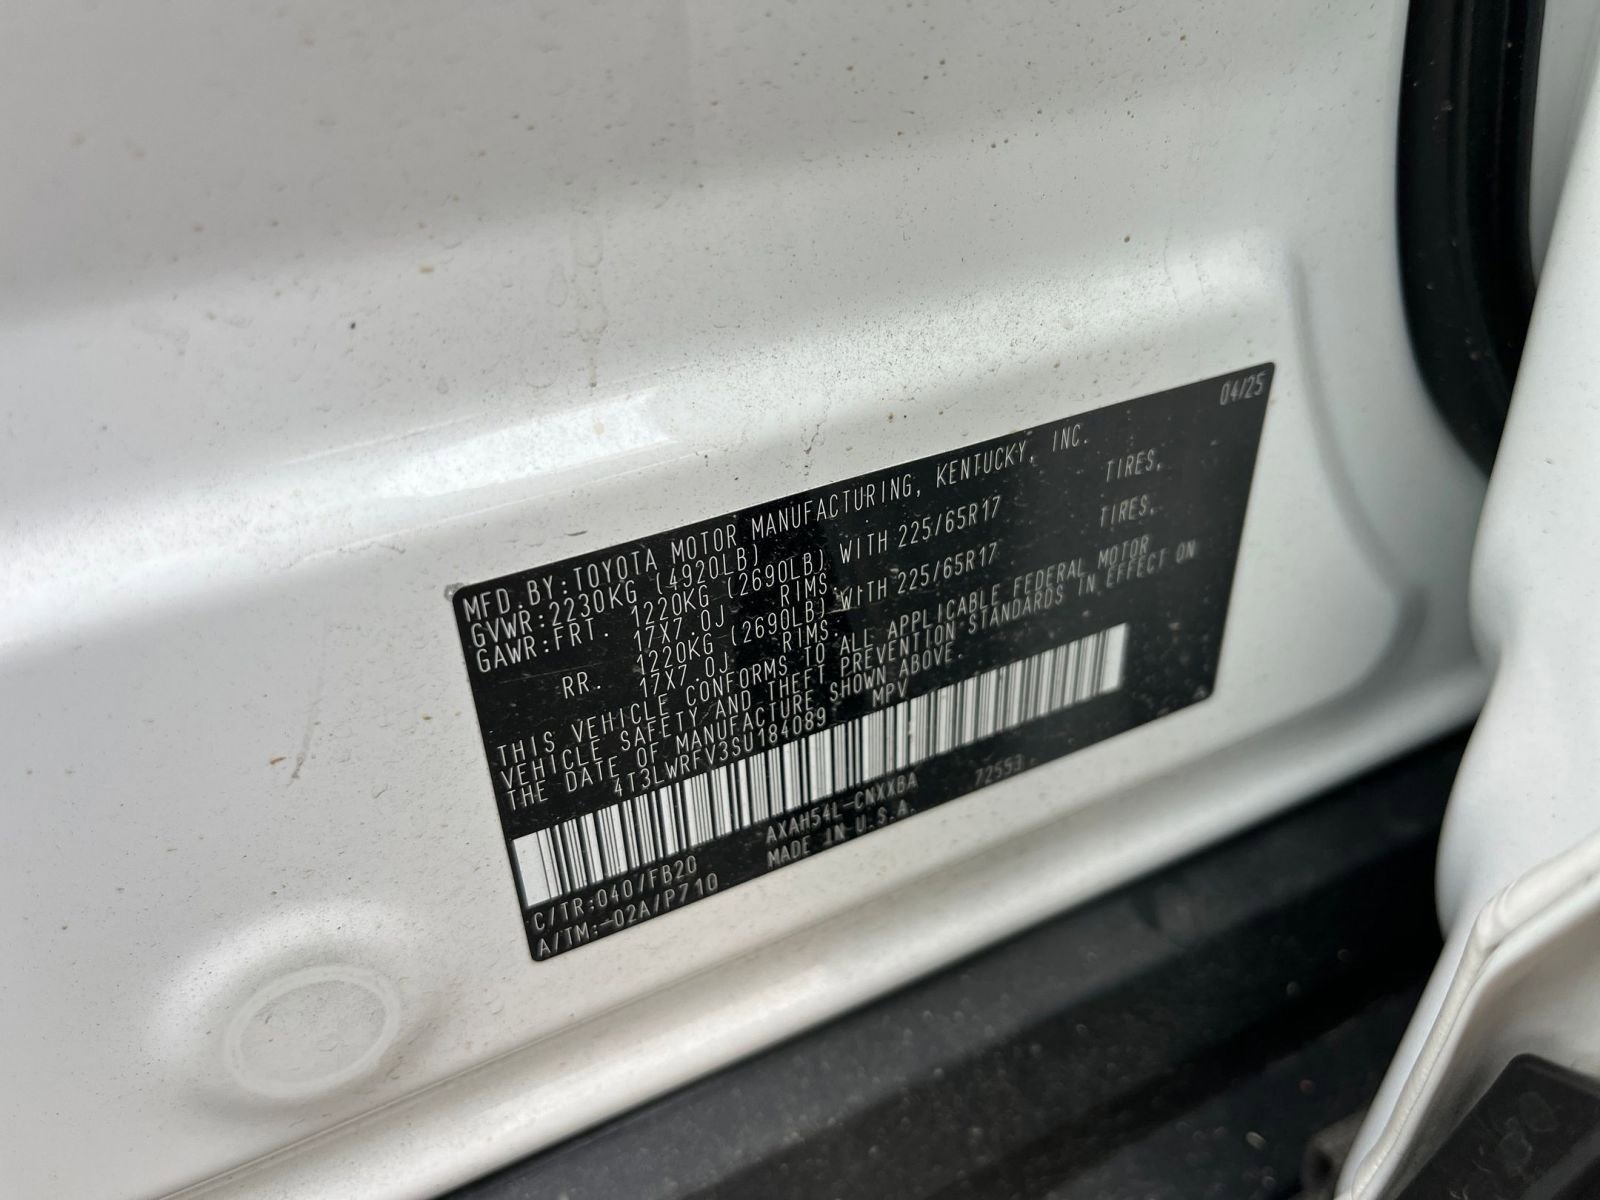 04/25
MFD.BY:TOYOTA MOTOR MANUFACTURING, KENTUCKY, INC.
GVWR:2230KG (4920LB)
GAWR:FRT. 1220KG (2690LB) WITH 225/65R17 TIRES,
17X7.0J RIMS,
RR. 1220KG (2690LB) WITH 225/65R17 TIRES,
17X7.0J RIMS.
THIS VEHICLE CONFORMS TO ALL APPLICABLE FEDERAL MOTOR
VEHICLE SAFETY AND THEFT PREVENTION STANDARDS IN EFFECT ON
THE DATE OF MANUFACTURE SHOWN ABOVE.
4T3LWRFV3SU184089 MPV
C/TR:040/FB20 AXAH54L-CNXXBA 72553
A/TM:-02A/P710 MADE IN U.S.A.